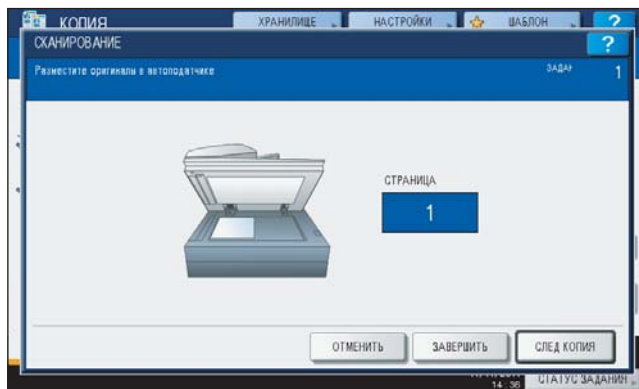 КОПИЯ ХРАНИЛИЩЕ НАСТРОЙКИ ШАБЛОН ?
СКАНИРОВАНИЕ ?
Разместите оригиналы в автоподатчике ЗАДАН 1
СТРАНИЦА
1
ОТМЕНИТЬ ЗАВЕРШИТЬ СЛЕД КОПИЯ
14 : 36 СТАТУС ЗАДАНИЯ